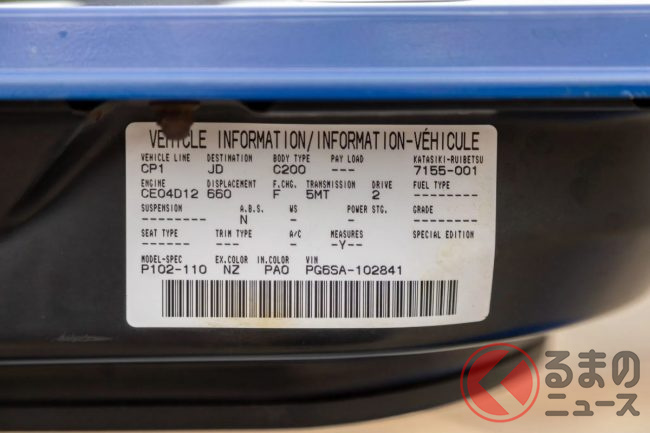 VEHICLE INFORMATION/INFORMATION-VÉHICULE
VEHICLE LINE DESTINATION BODY TYPE PAY LOAD KATASIKI-RUIBETSU
CP1 JD C200 --- 7155-001
ENGINE DISPLACEMENT F.CHG. TRANSMISSION DRIVE FUEL TYPE
CE04D12 660 F 5MT 2 -------
SUSPENSION A.B.S. WS POWER STG. GRADE
--------- N - - -------
SEAT TYPE TRIM TYPE A/C MEASURES SPECIAL EDITION
------- --- - -Y--
MODEL-SPEC EX.COLOR IN.COLOR VIN
P102-110 NZ PA0 PG6SA-102841
くるまの
ニュース